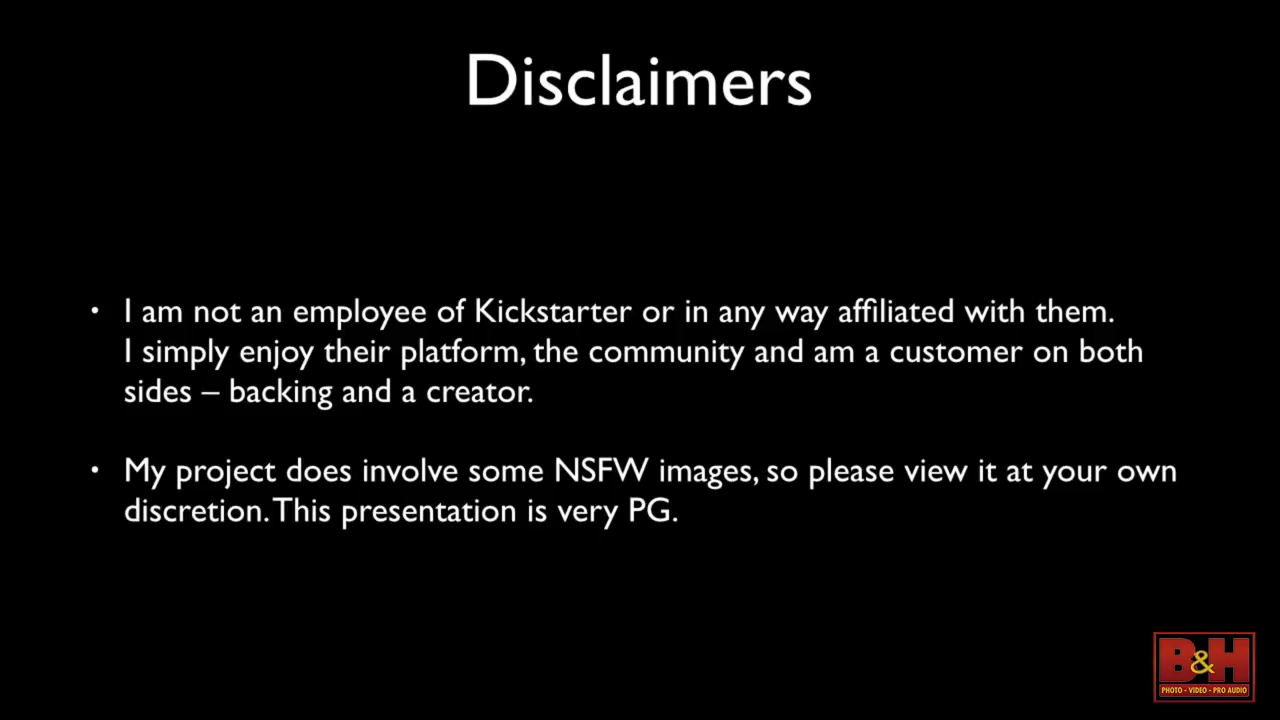 Disclaimers
• I am not an employee of Kickstarter or in any way affiliated with them.
I simply enjoy their platform, the community and am a customer on both
sides – backing and a creator.
• My project does involve some NSFW images, so please view it at your own
discretion. This presentation is very PG.
B&H
PHOTO - VIDEO - PRO AUDIO